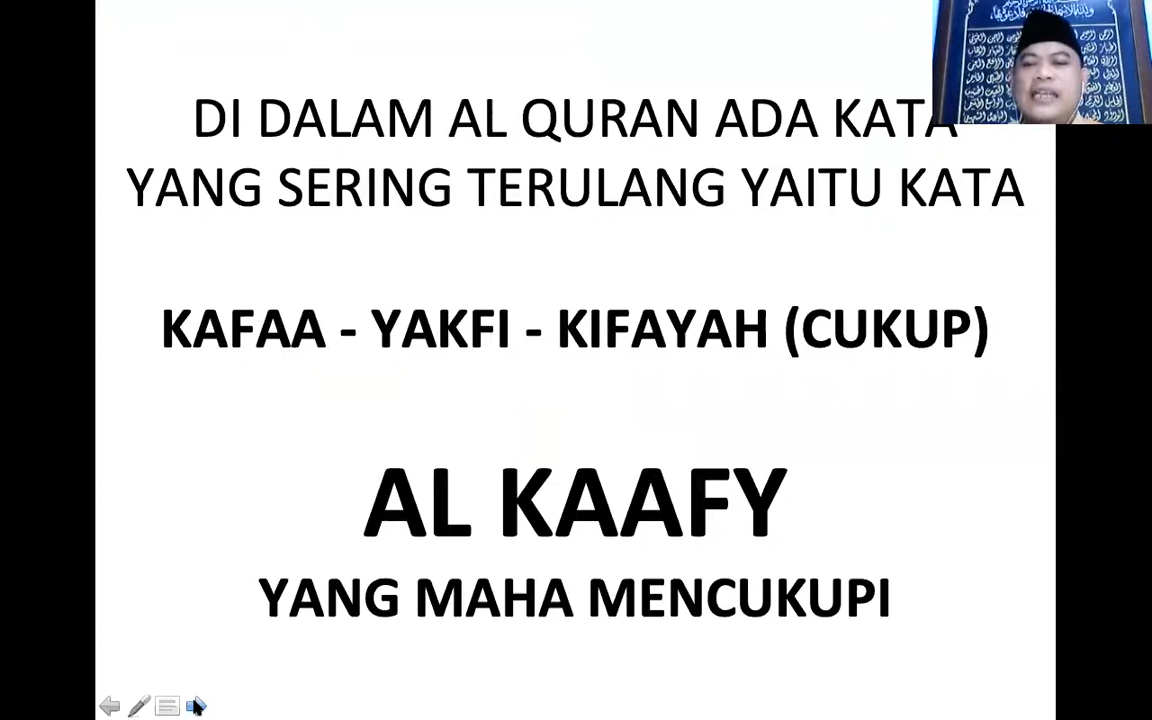 DI DALAM AL QURAN ADA KATA
YANG SERING TERULANG YAITU KATA
KAFAA - YAKFI - KIFAYAH (CUKUP)
AL KAAFY
YANG MAHA MENCUKUPI